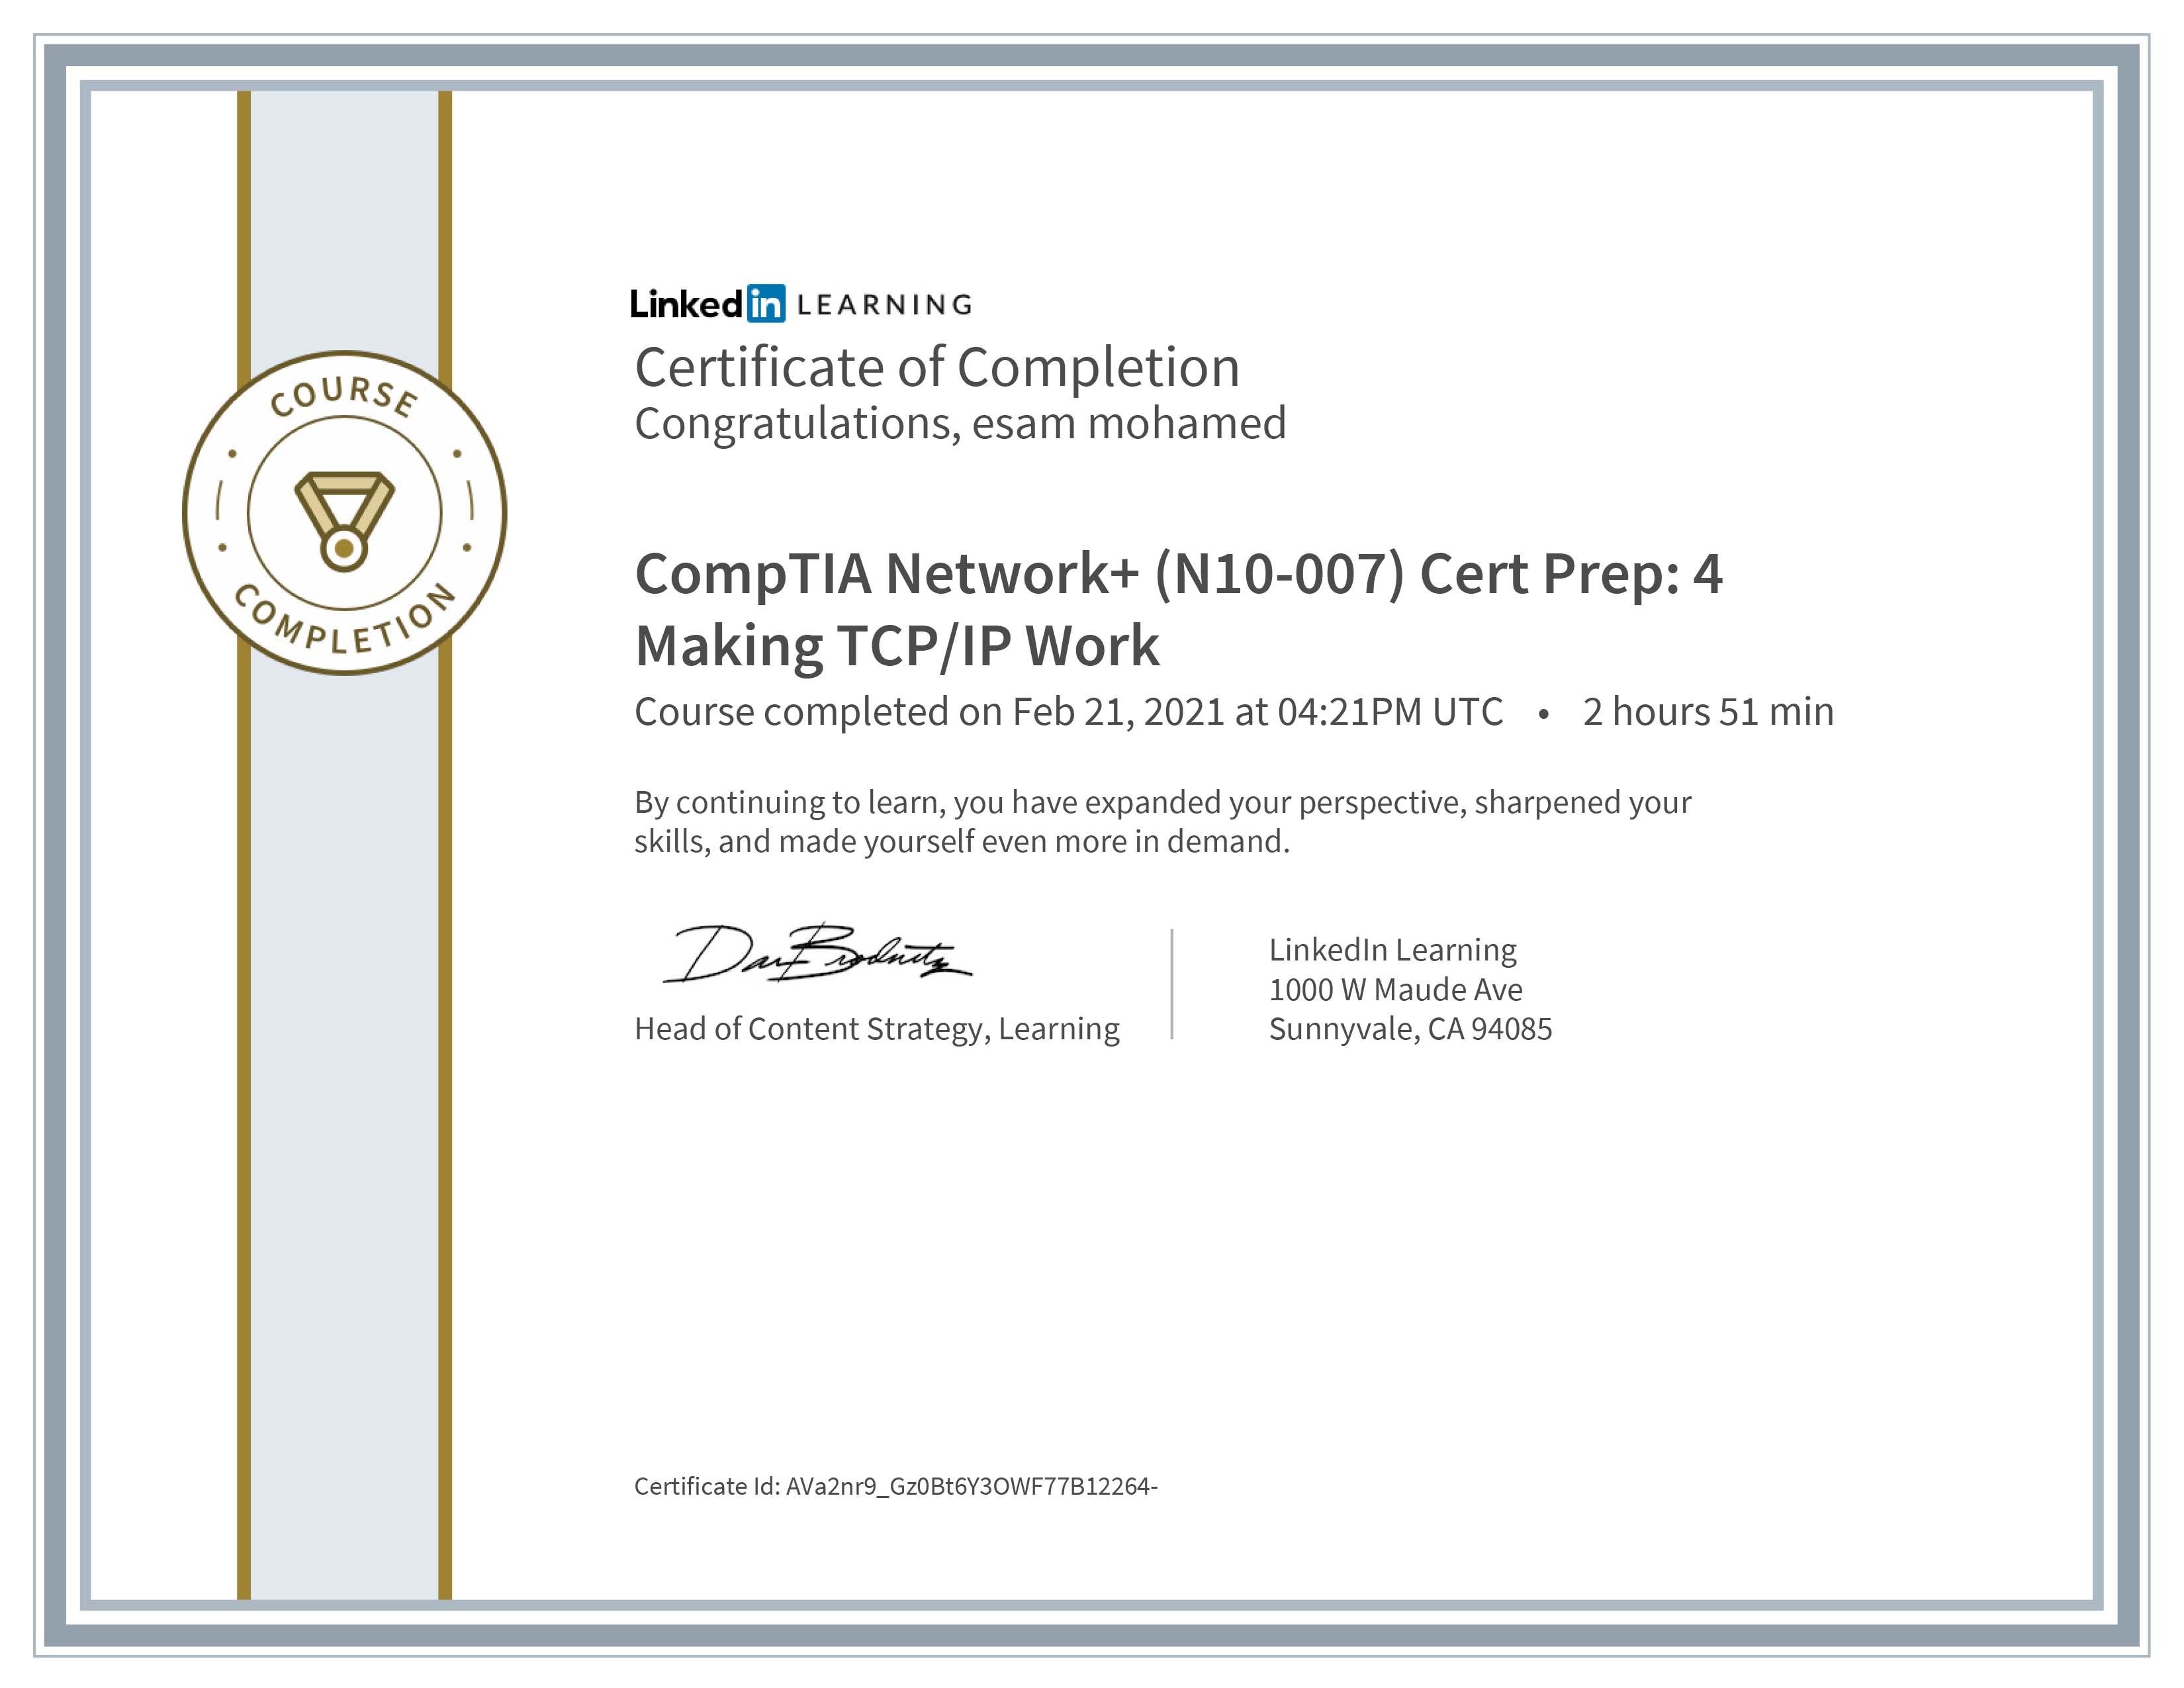 LinkedIn LEARNING
Certificate of Completion
Congratulations, esam mohamed
COURSE
COMPLETION
CompTIA Network+ (N10-007) Cert Prep: 4
Making TCP/IP Work
Course completed on Feb 21, 2021 at 04:21PM UTC • 2 hours 51 min
By continuing to learn, you have expanded your perspective, sharpened your
skills, and made yourself even more in demand.
Dan Brodnitz
Head of Content Strategy, Learning
LinkedIn Learning
1000 W Maude Ave
Sunnyvale, CA 94085
Certificate Id: AVa2nr9_Gz0Bt6Y3OWF77B12264-